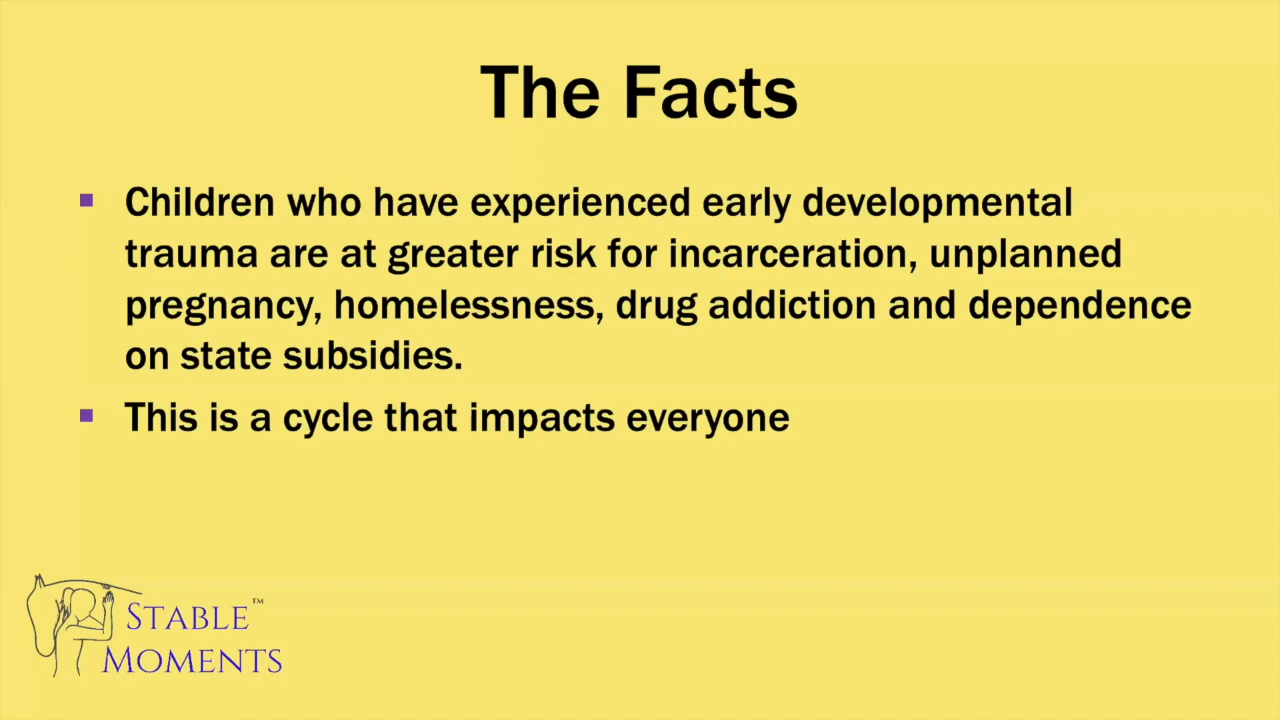 The Facts
Children who have experienced early developmental
trauma are at greater risk for incarceration, unplanned
pregnancy, homelessness, drug addiction and dependence
on state subsidies.
This is a cycle that impacts everyone
STABLE™
MOMENTS